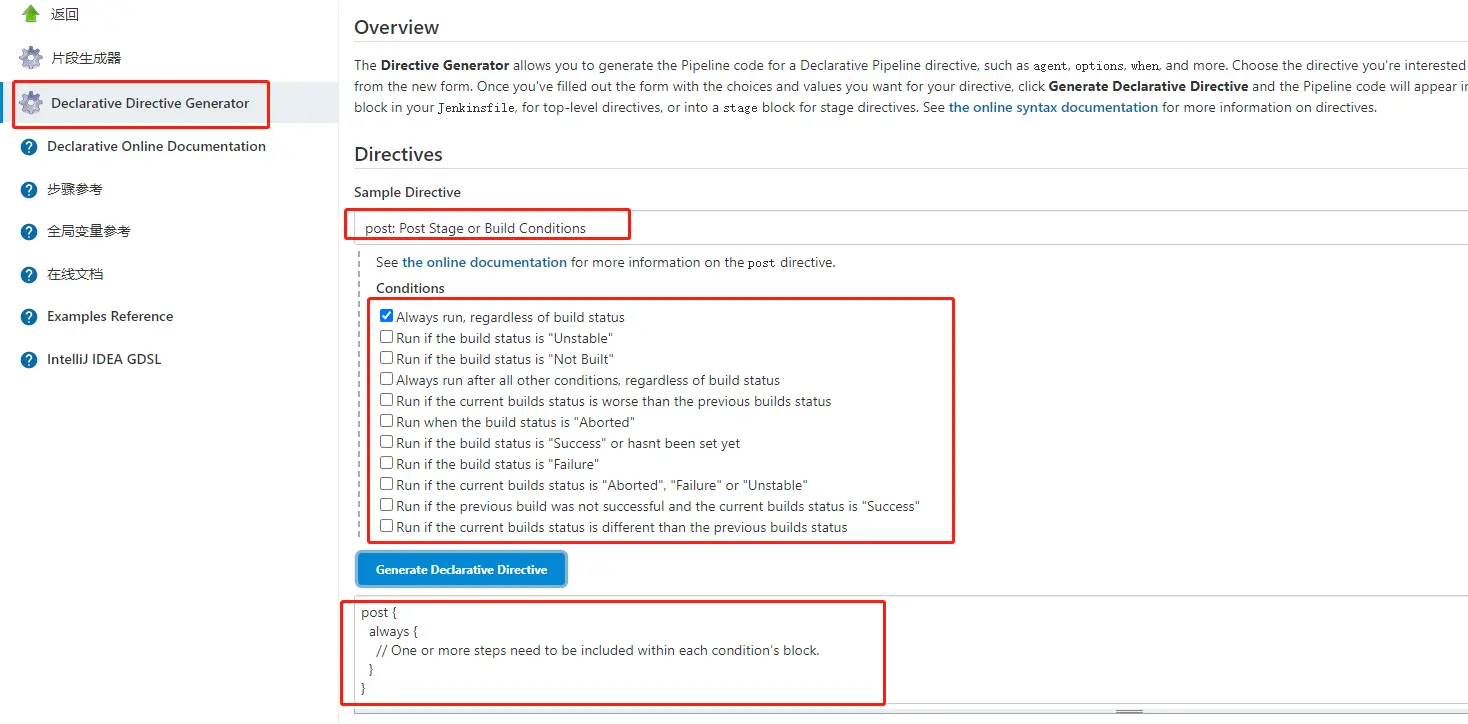 返回
片段生成器
Declarative Directive Generator
Declarative Online Documentation
步骤参考
全局变量参考
在线文档
Examples Reference
IntelliJ IDEA GDSL
Overview
The Directive Generator allows you to generate the Pipeline code for a Declarative Pipeline directive, such as agent, options, when, and more. Choose the directive you're interested
from the new form. Once you've filled out the form with the choices and values you want for your directive, click Generate Declarative Directive and the Pipeline code will appear in
block in your Jenkinsfile, for top-level directives, or into a stage block for stage directives. See the online syntax documentation for more information on directives.
Directives
Sample Directive
post: Post Stage or Build Conditions
See the online documentation for more information on the post directive.
Conditions
Always run, regardless of build status
Run if the build status is "Unstable"
Run if the build status is "Not Built"
Always run after all other conditions, regardless of build status
Run if the current builds status is worse than the previous builds status
Run when the build status is "Aborted"
Run if the build status is "Success" or hasnt been set yet
Run if the build status is "Failure"
Run if the current builds status is "Aborted", "Failure" or "Unstable"
Run if the previous build was not successful and the current builds status is "Success"
Run if the current builds status is different than the previous builds status
Generate Declarative Directive
post {
always {
// One or more steps need to be included within each condition's block.
}
}